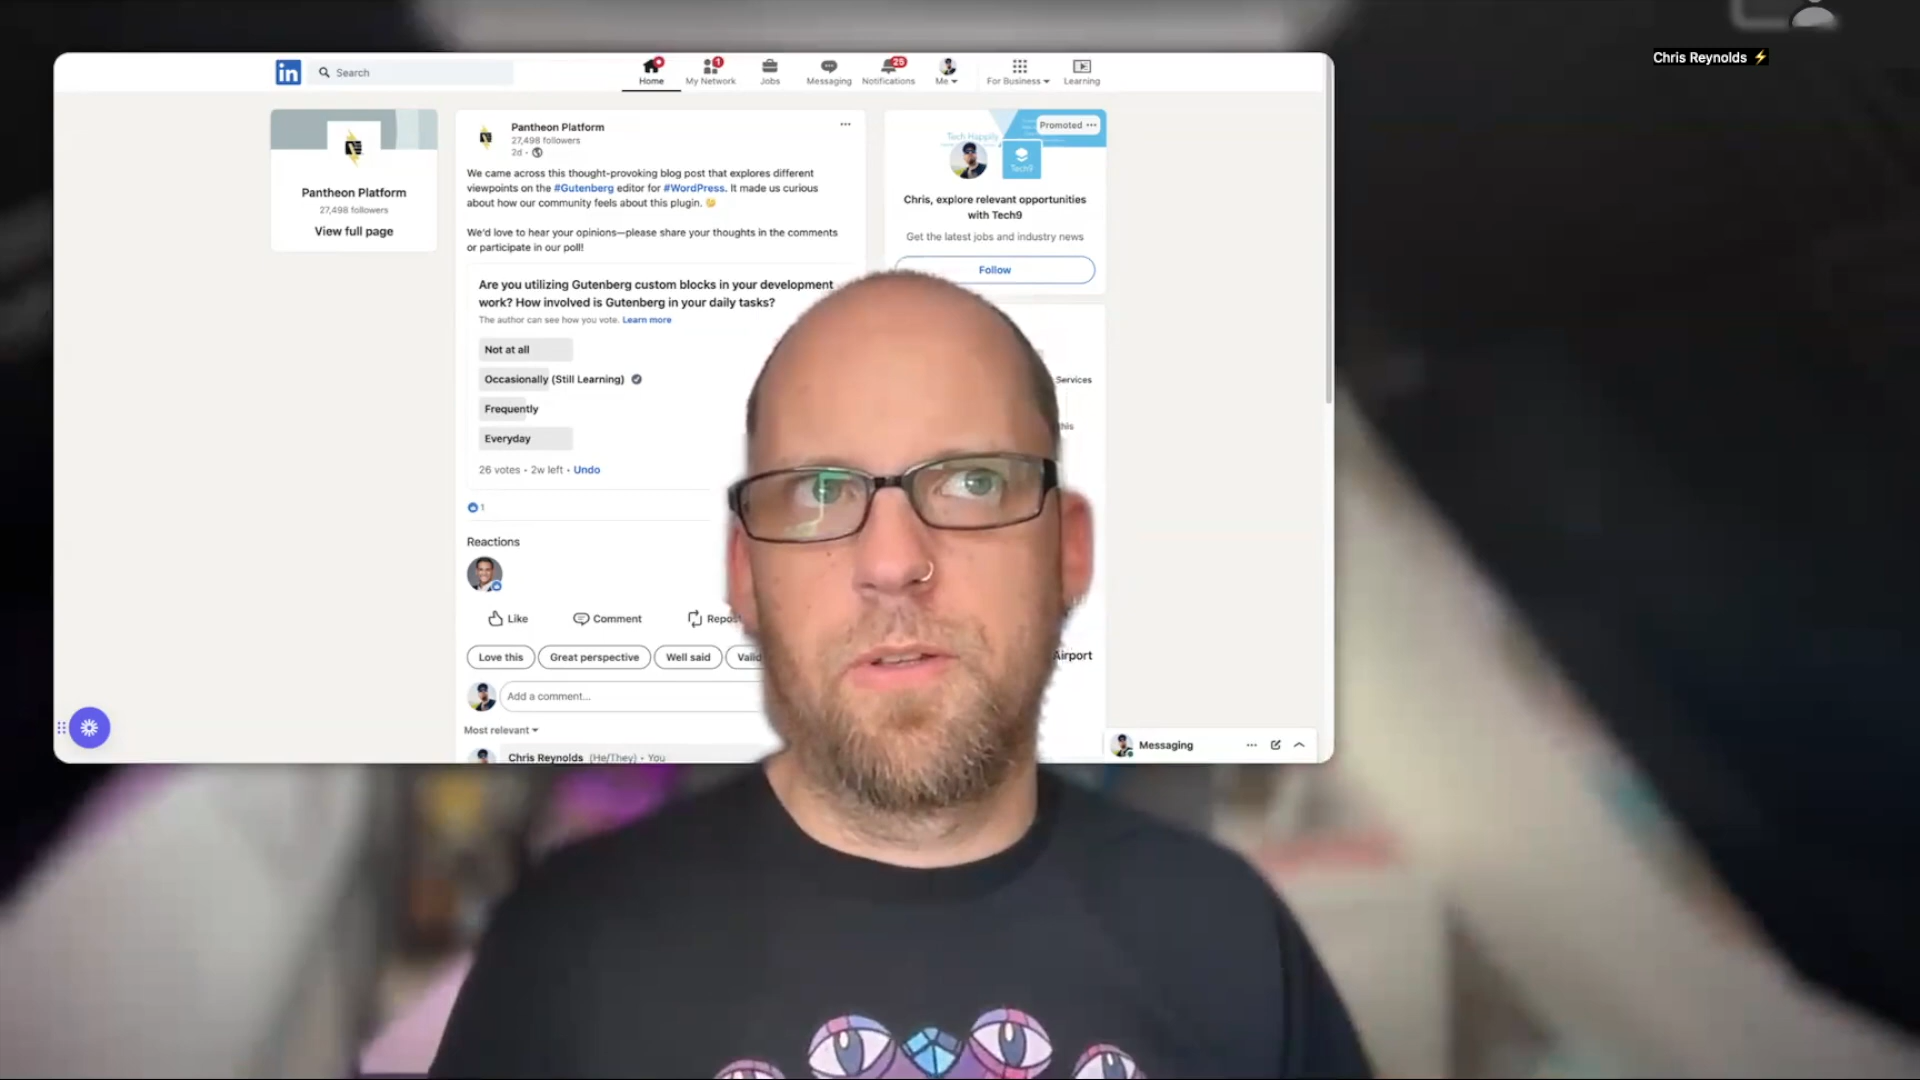 Chris Reynolds ⚡
in
Search
Home
1
My Network
Jobs
Messaging
25
Notifications
Me
For Business
Learning
Pantheon Platform
27,498 followers
View full page
Pantheon Platform
27,498 followers
2d •
We came across this thought-provoking blog post that explores different
viewpoints on the #Gutenberg editor for #WordPress. It made us curious
about how our community feels about this plugin.
We'd love to hear your opinions—please share your thoughts in the comments
or participate in our poll!
Are you utilizing Gutenberg custom blocks in your development
work? How involved is Gutenberg in your daily tasks?
The author can see how you vote. Learn more
Not at all
Occasionally (Still Learning)
Frequently
Everyday
26 votes • 2w left • Undo
1
Reactions
Like
Comment
Repost
Love this
Great perspective
Well said
Add a comment...
Most relevant
Chris Reynolds (He/They) • You
Promoted
Tech Happily
Tech9
Chris, explore relevant opportunities
with Tech9
Get the latest jobs and industry news
Follow
Services
this
Airport
Messaging